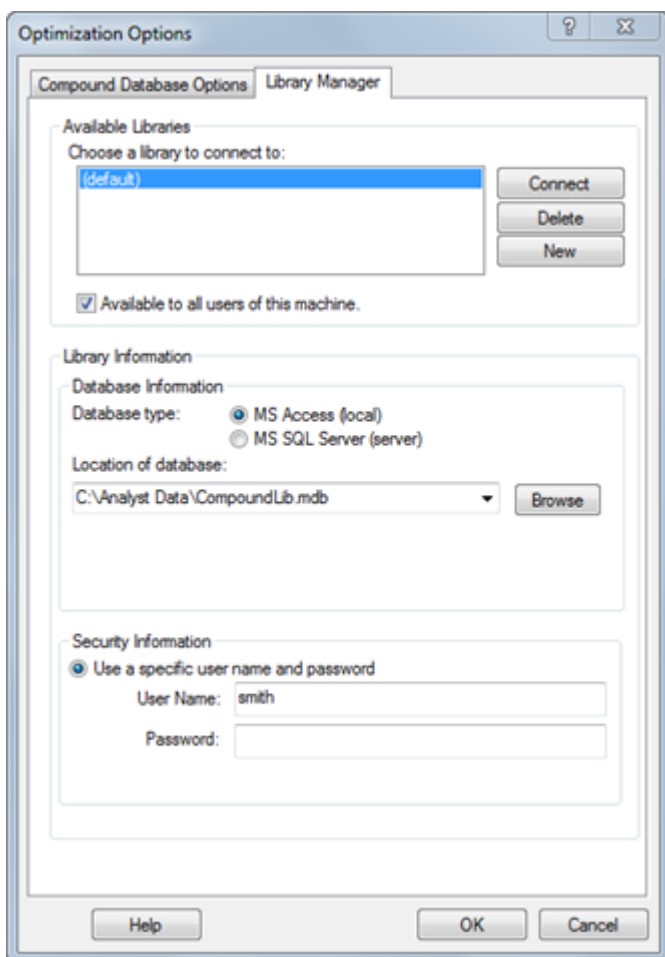 Optimization Options
Compound Database Options Library Manager
Available Libraries
Choose a library to connect to:
(default)
Connect
Delete
New
Available to all users of this machine.
Library Information
Database Information
Database type: MS Access (local)
MS SQL Server (server)
Location of database:
C:\Analyst Data\CompoundLib.mdb Browse
Security Information
Use a specific user name and password
User Name: smith
Password:
Help OK Cancel